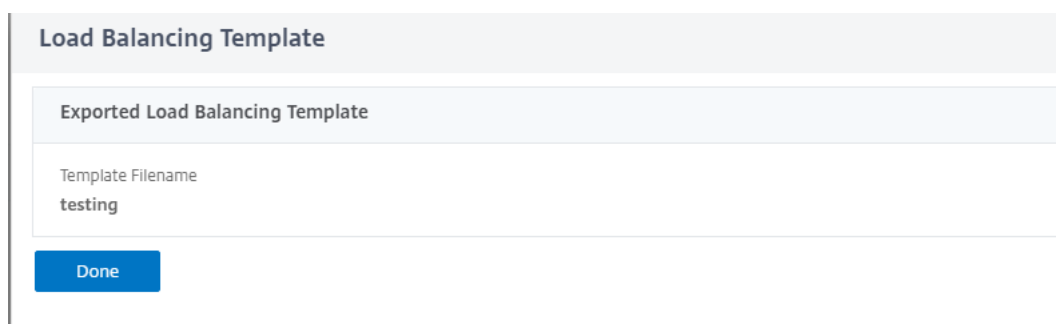 Load Balancing Template
Exported Load Balancing Template
Template Filename
testing
Done